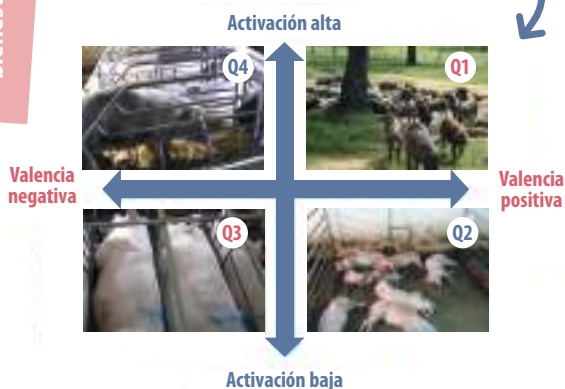 Activación alta
Q4
Q1
Valencia
negativa
Valencia
positiva
Q3
Q2
Activación baja